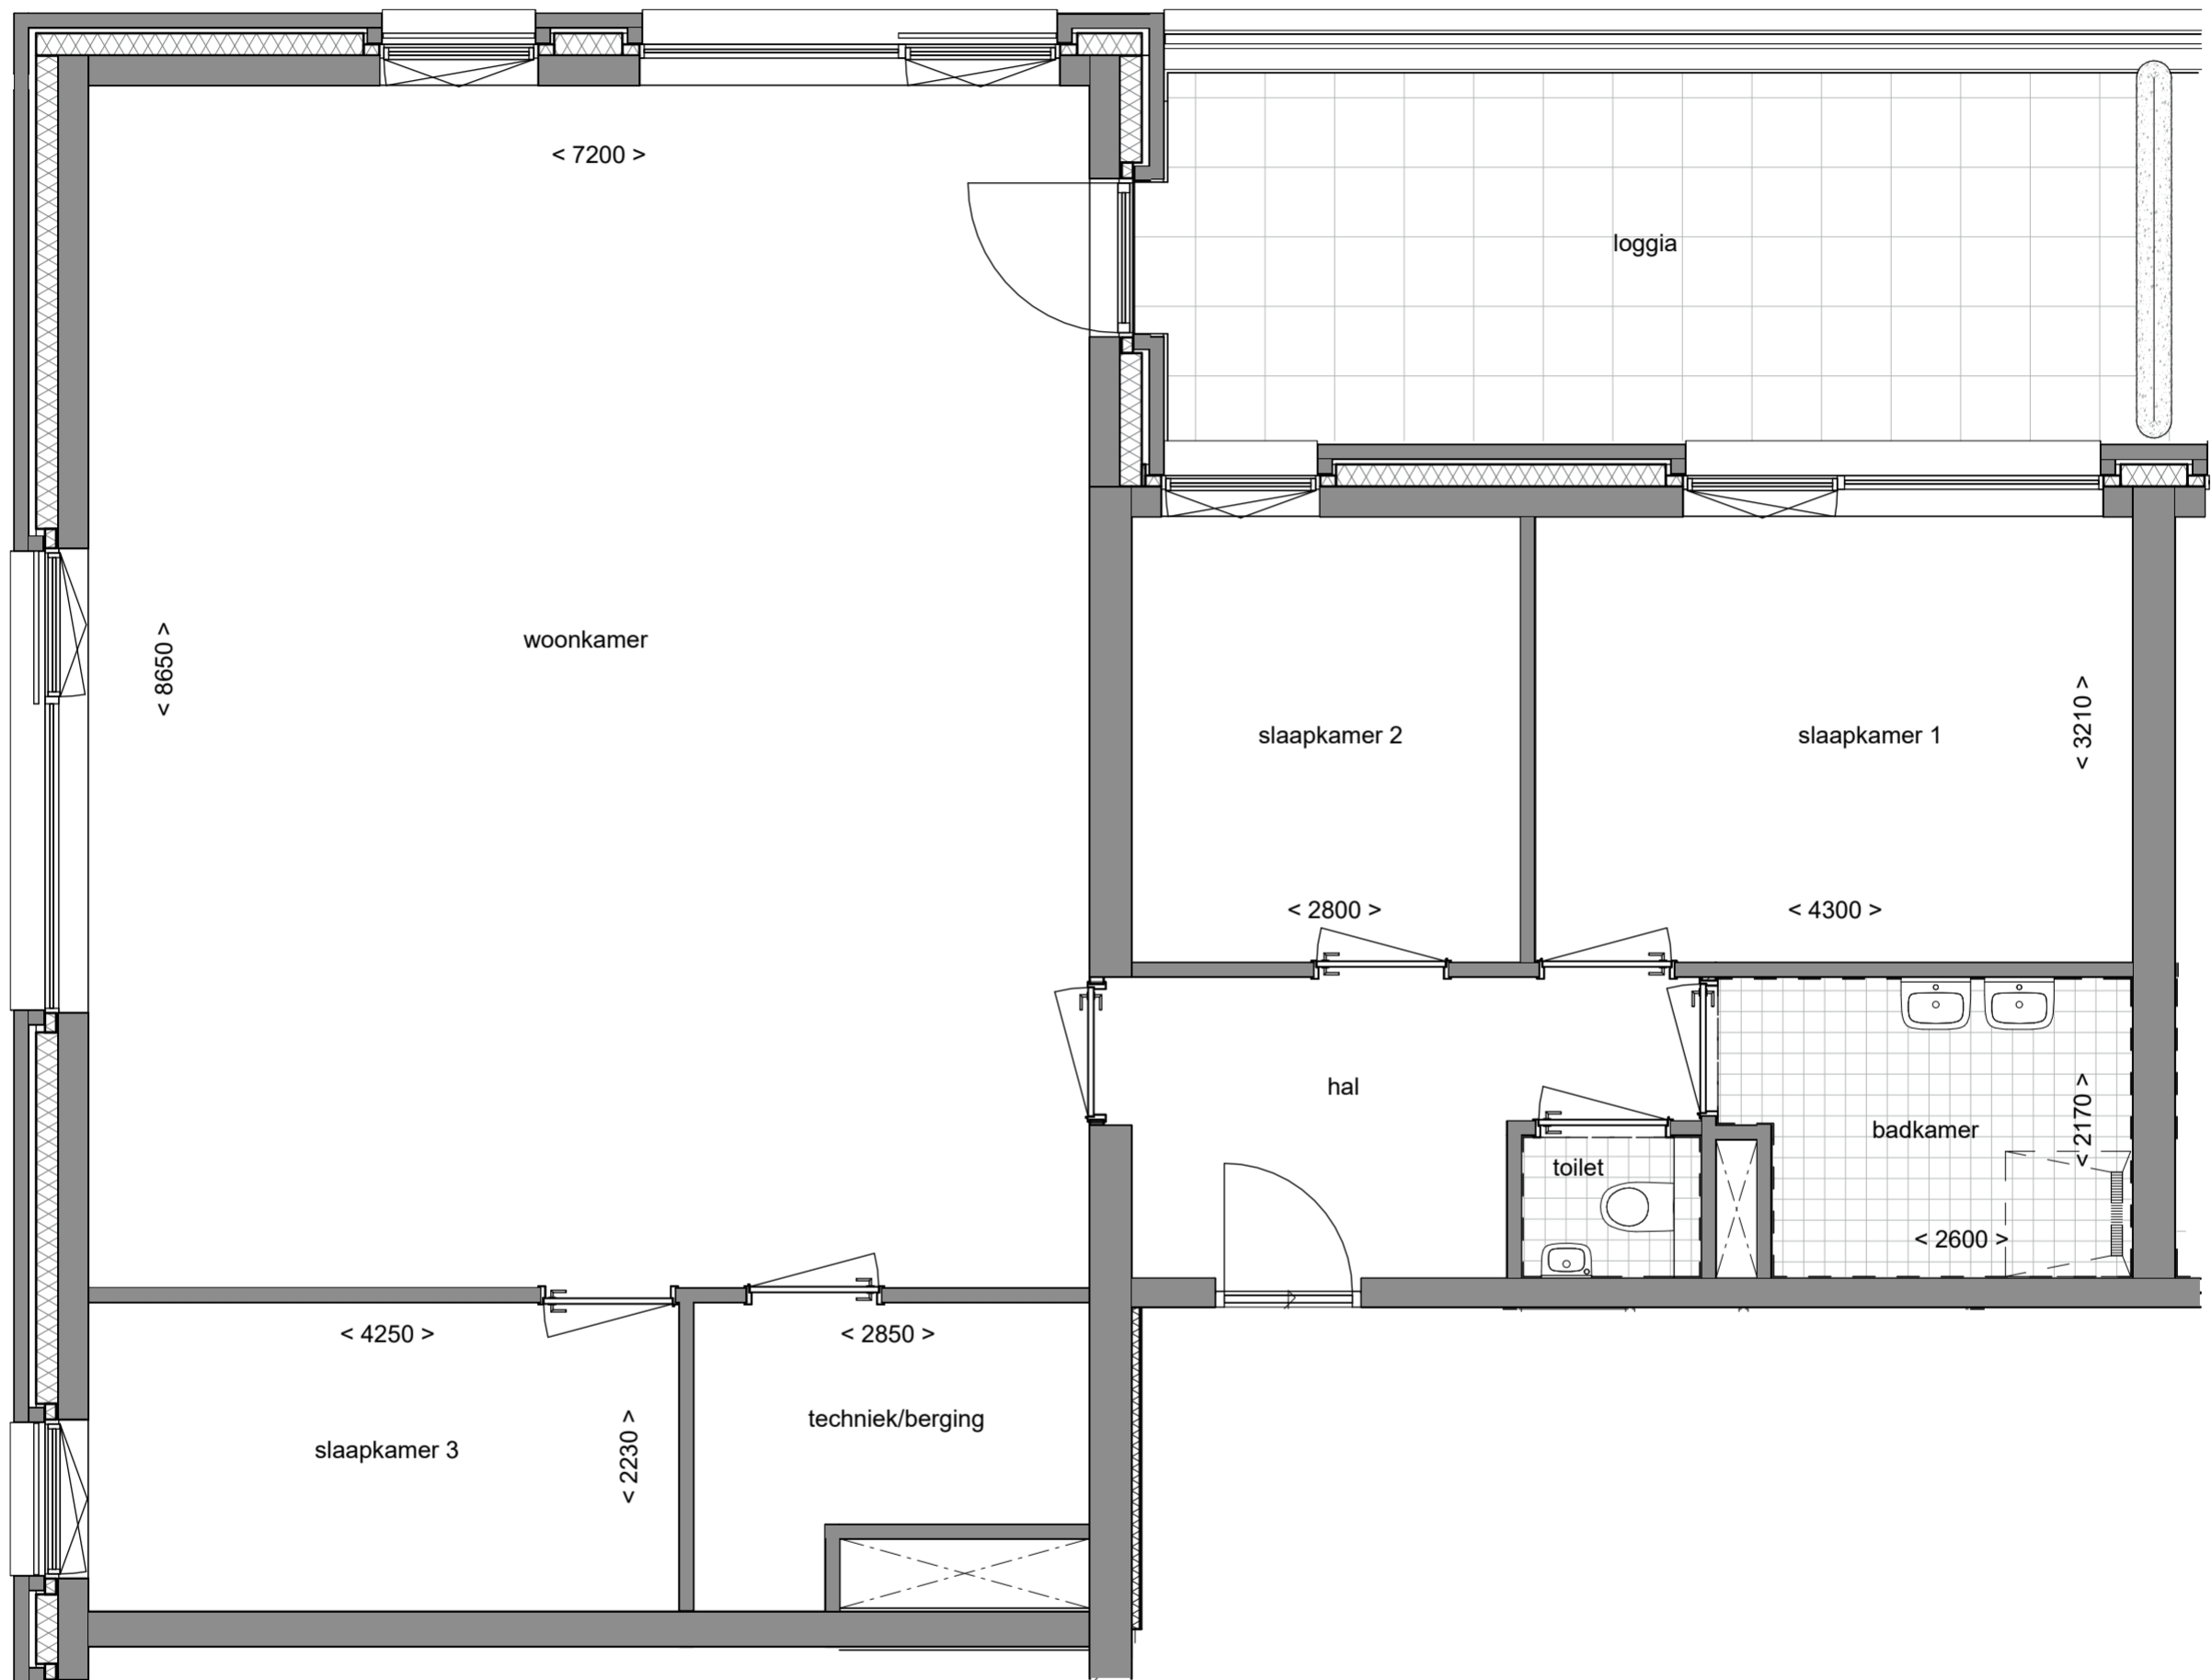 < 7200 >
loggia
woonkamer
< 8650 >
slaapkamer 2
slaapkamer 1
< 3210 >
< 2800 >
< 4300 >
hal
badkamer
< 2170 >
toilet
< 2600 >
< 4250 >
< 2850 >
techniek/berging
slaapkamer 3
< 2230 >